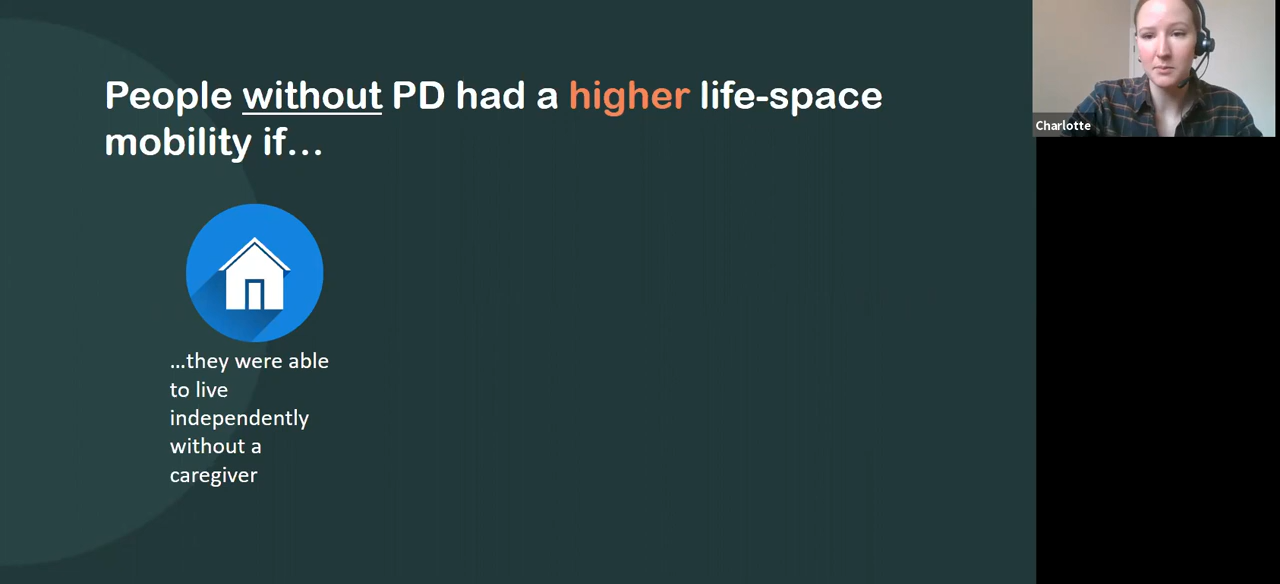 People without PD had a higher life-space
mobility if...
...they were able
to live
independently
without a
caregiver
Charlotte